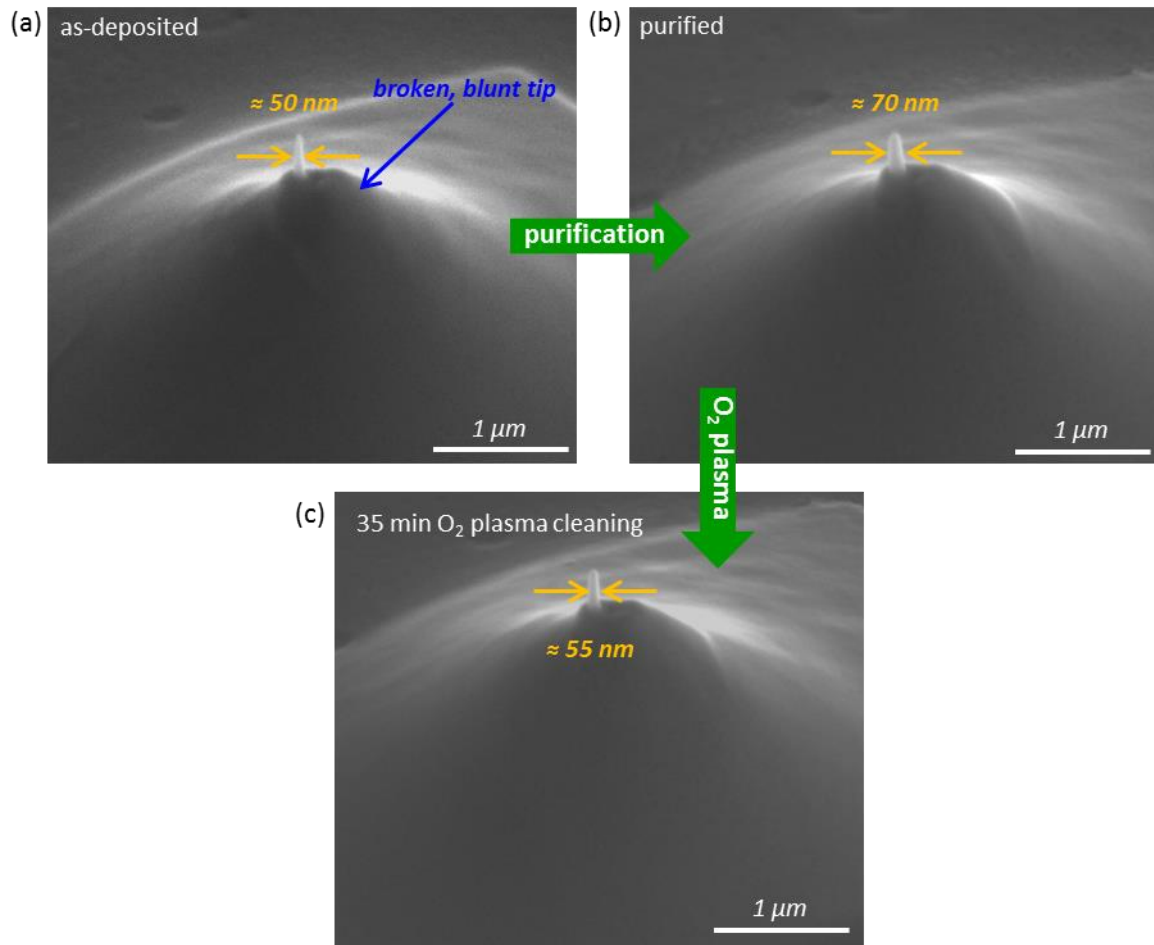 (a)
as-deposited
≈ 50 nm
broken, blunt tip
1 µm
purification
(b)
purified
≈ 70 nm
1 µm
O₂ plasma
(c)
35 min O₂ plasma cleaning
≈ 55 nm
1 µm